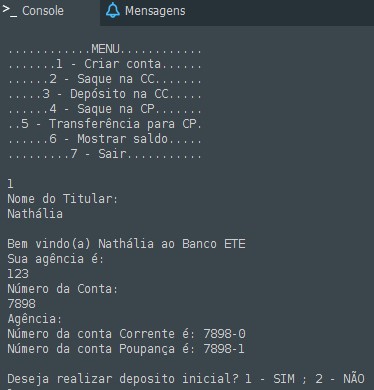 >_ Console Mensagens
............MENU............
.......1 - Criar conta......
......2 - Saque na CC.......
.....3 - Depósito na CC.....
......4 - Saque na CP.......
..5 - Transferência para CP.
......6 - Mostrar saldo.....
.........7 - Sair...........
1
Nome do Titular:
Nathália
Bem vindo(a) Nathália ao Banco ETE
Sua agência é:
123
Número da Conta:
7898
Agência:
Número da conta Corrente é: 7898-0
Número da conta Poupança é: 7898-1
Deseja realizar deposito inicial? 1 - SIM ; 2 - NÃO